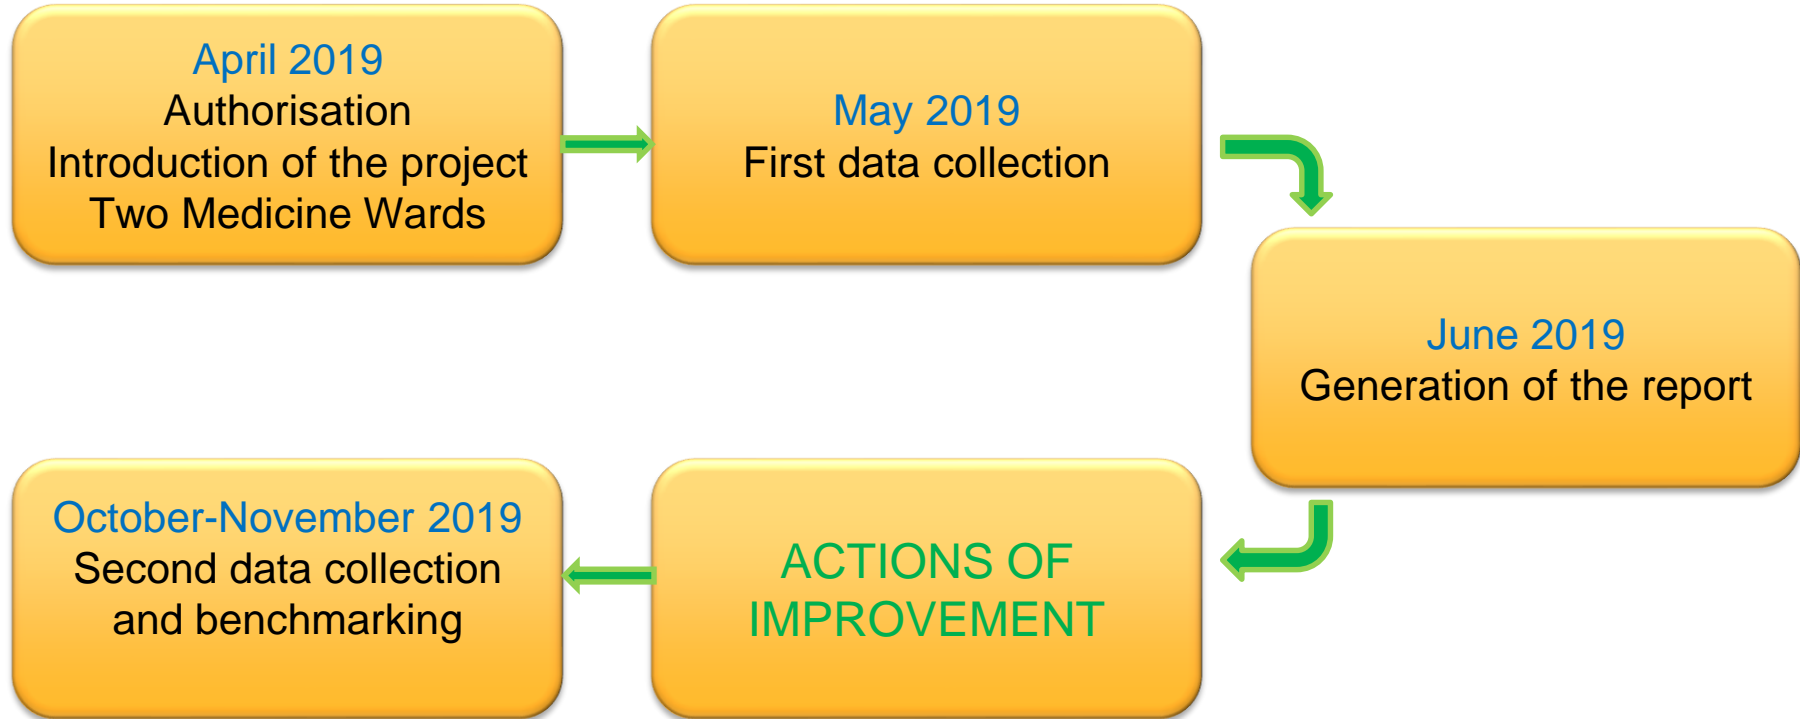 April 2019
Authorisation
Introduction of the project
Two Medicine Wards
May 2019
First data collection
June 2019
Generation of the report
ACTIONS OF
IMPROVEMENT
October-November 2019
Second data collection
and benchmarking